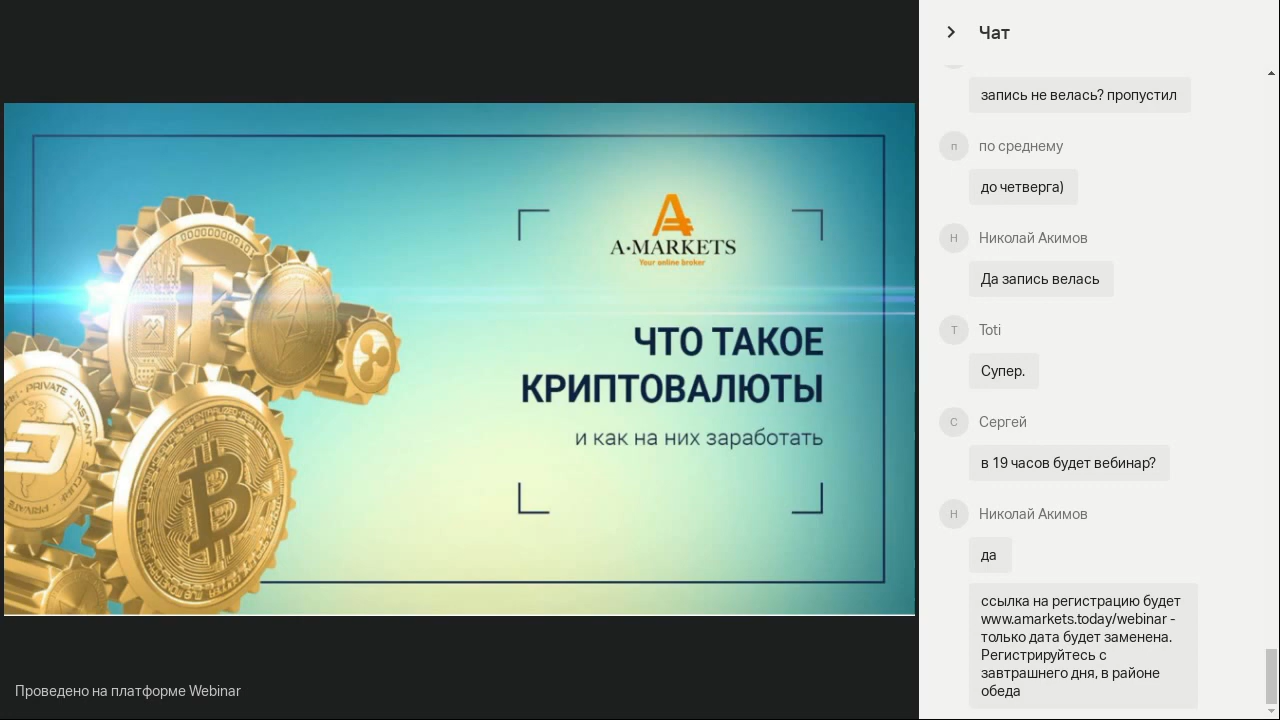 A·MARKETS
Your online broker
ЧТО ТАКОЕ
КРИПТОВАЛЮТЫ
и как на них заработать
PRIVATE
Проведено на платформе Webinar
Чат
запись не велась? пропустил
п
по среднему
до четверга)
Н
Николай Акимов
Да запись велась
T
Toti
Супер.
С
Сергей
в 19 часов будет вебинар?
Н
Николай Акимов
да
ссылка на регистрацию будет
www.amarkets.today/webinar -
только дата будет заменена.
Регистрируйтесь с
завтрашнего дня, в районе
обеда